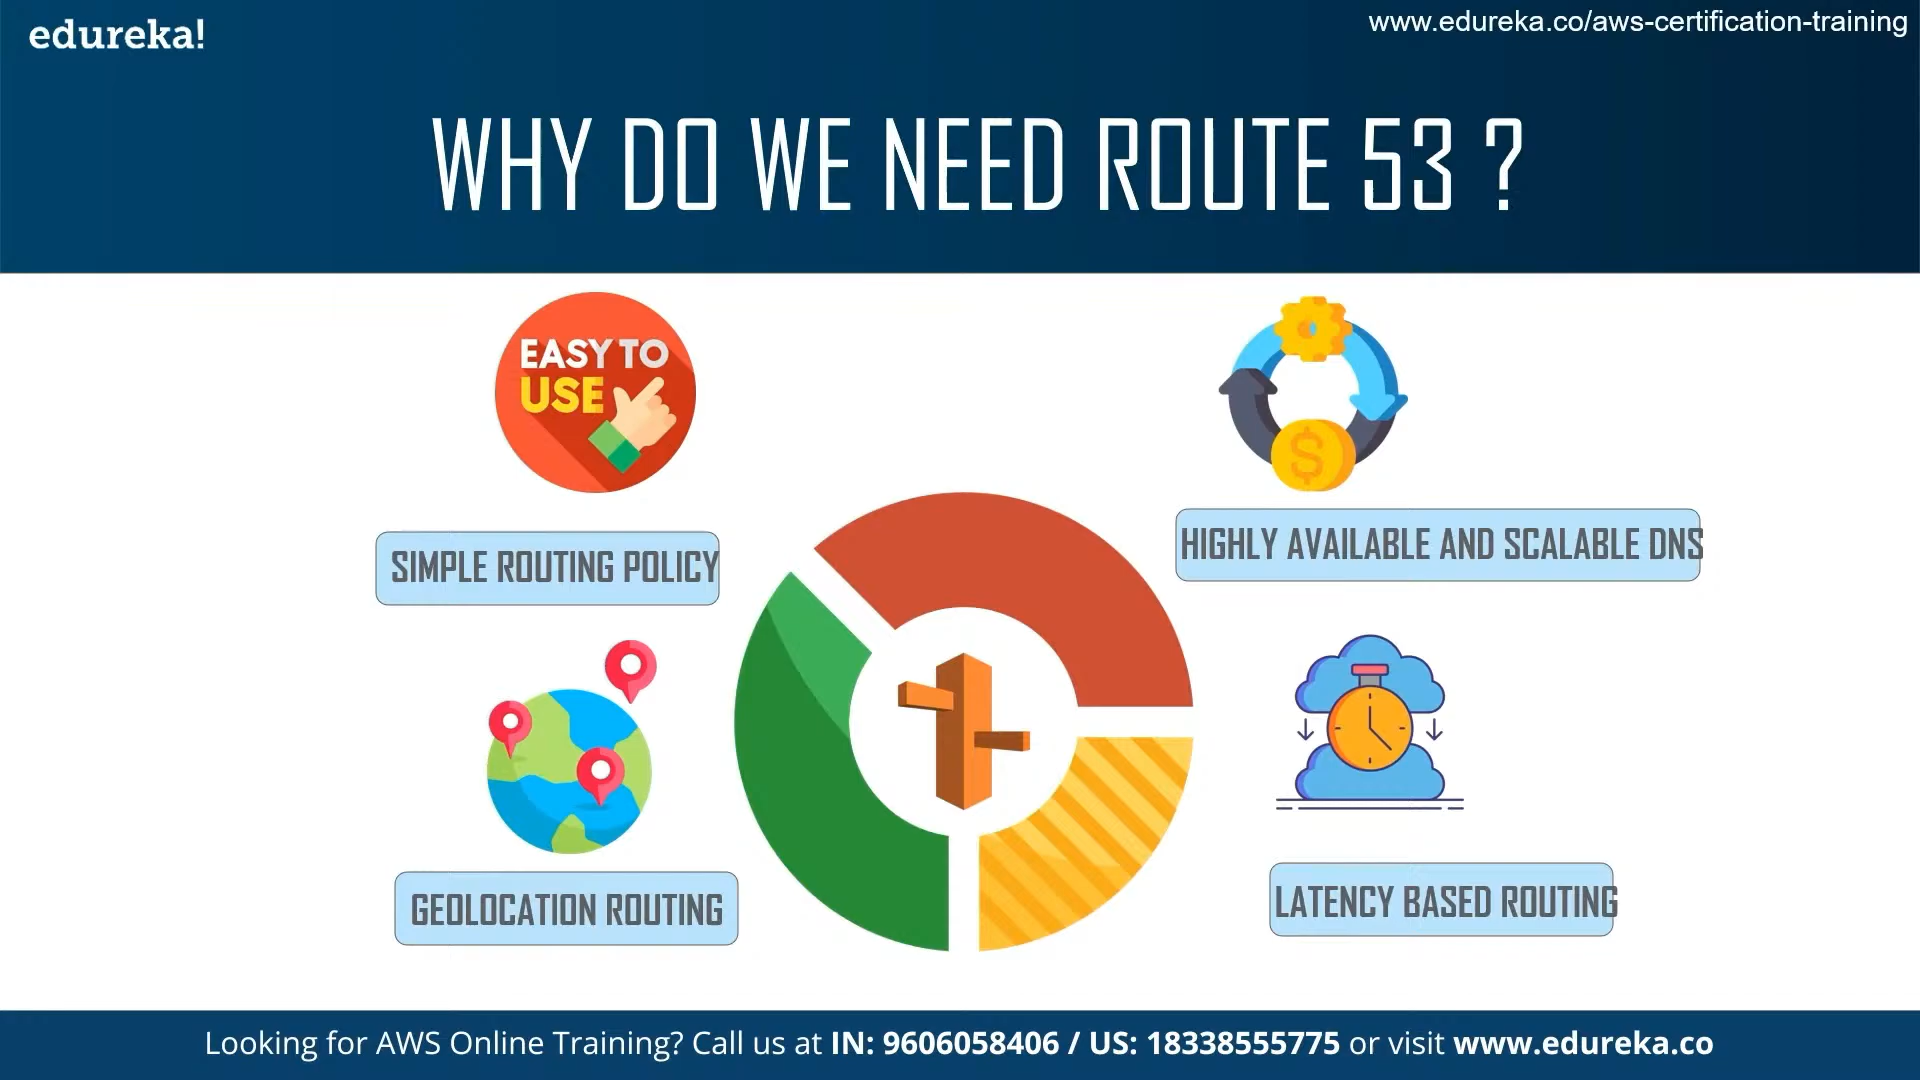 edureka!
www.edureka.co/aws-certification-training
WHY DO WE NEED ROUTE 53 ?
EASY TO
USE
$
SIMPLE ROUTING POLICY
HIGHLY AVAILABLE AND SCALABLE DNS
GEOLOCATION ROUTING
LATENCY BASED ROUTING
Looking for AWS Online Training? Call us at IN: 9606058406 / US: 18338555775 or visit www.edureka.co